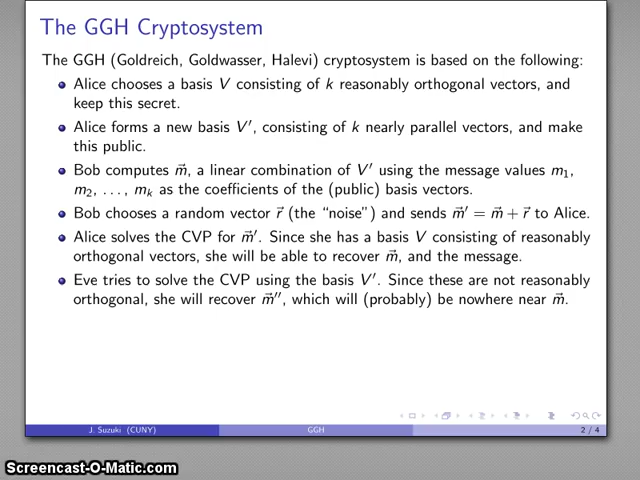 The GGH Cryptosystem
The GGH (Goldreich, Goldwasser, Halevi) cryptosystem is based on the following:
Alice chooses a basis V consisting of k reasonably orthogonal vectors, and
keep this secret.
Alice forms a new basis V′, consisting of k nearly parallel vectors, and make
this public.
Bob computes m⃗, a linear combination of V′ using the message values m₁,
m₂, . . . , mₖ as the coefficients of the (public) basis vectors.
Bob chooses a random vector r⃗ (the “noise”) and sends m⃗′ = m⃗ + r⃗ to Alice.
Alice solves the CVP for m⃗′. Since she has a basis V consisting of reasonably
orthogonal vectors, she will be able to recover m⃗, and the message.
Eve tries to solve the CVP using the basis V′. Since these are not reasonably
orthogonal, she will recover m⃗′′, which will (probably) be nowhere near m⃗.
J. Suzuki (CUNY) GGH 2 / 4
Screencast-O-Matic.com